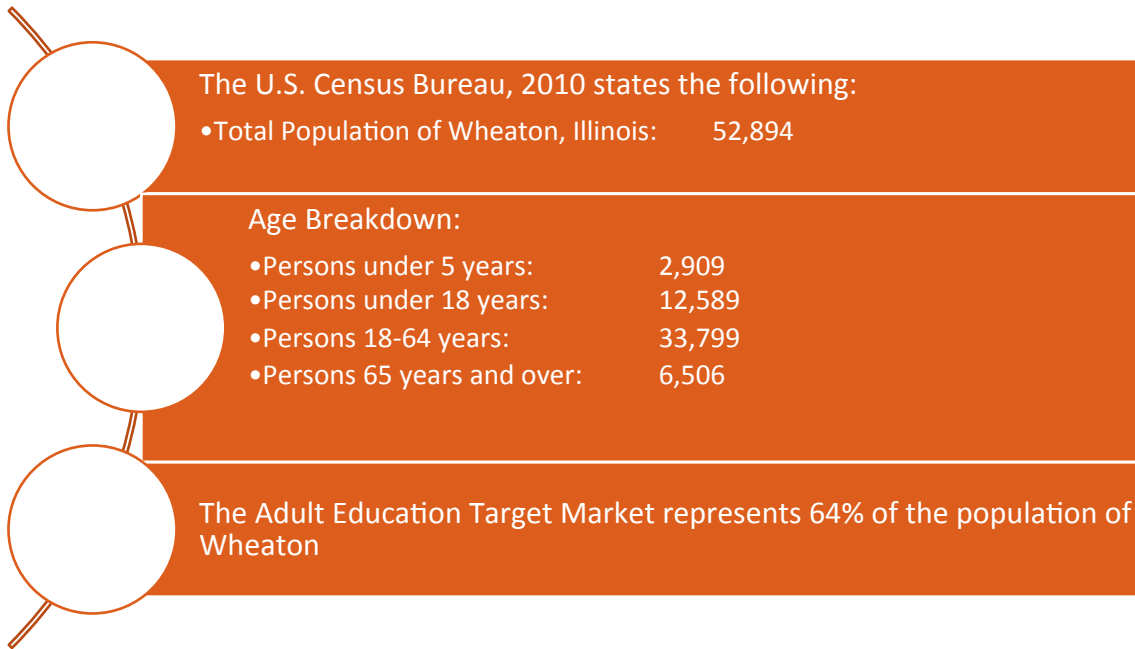 The U.S. Census Bureau, 2010 states the following:
•Total Population of Wheaton, Illinois: 52,894
Age Breakdown:
•Persons under 5 years: 2,909
•Persons under 18 years: 12,589
•Persons 18-64 years: 33,799
•Persons 65 years and over: 6,506
The Adult Education Target Market represents 64% of the population of
Wheaton